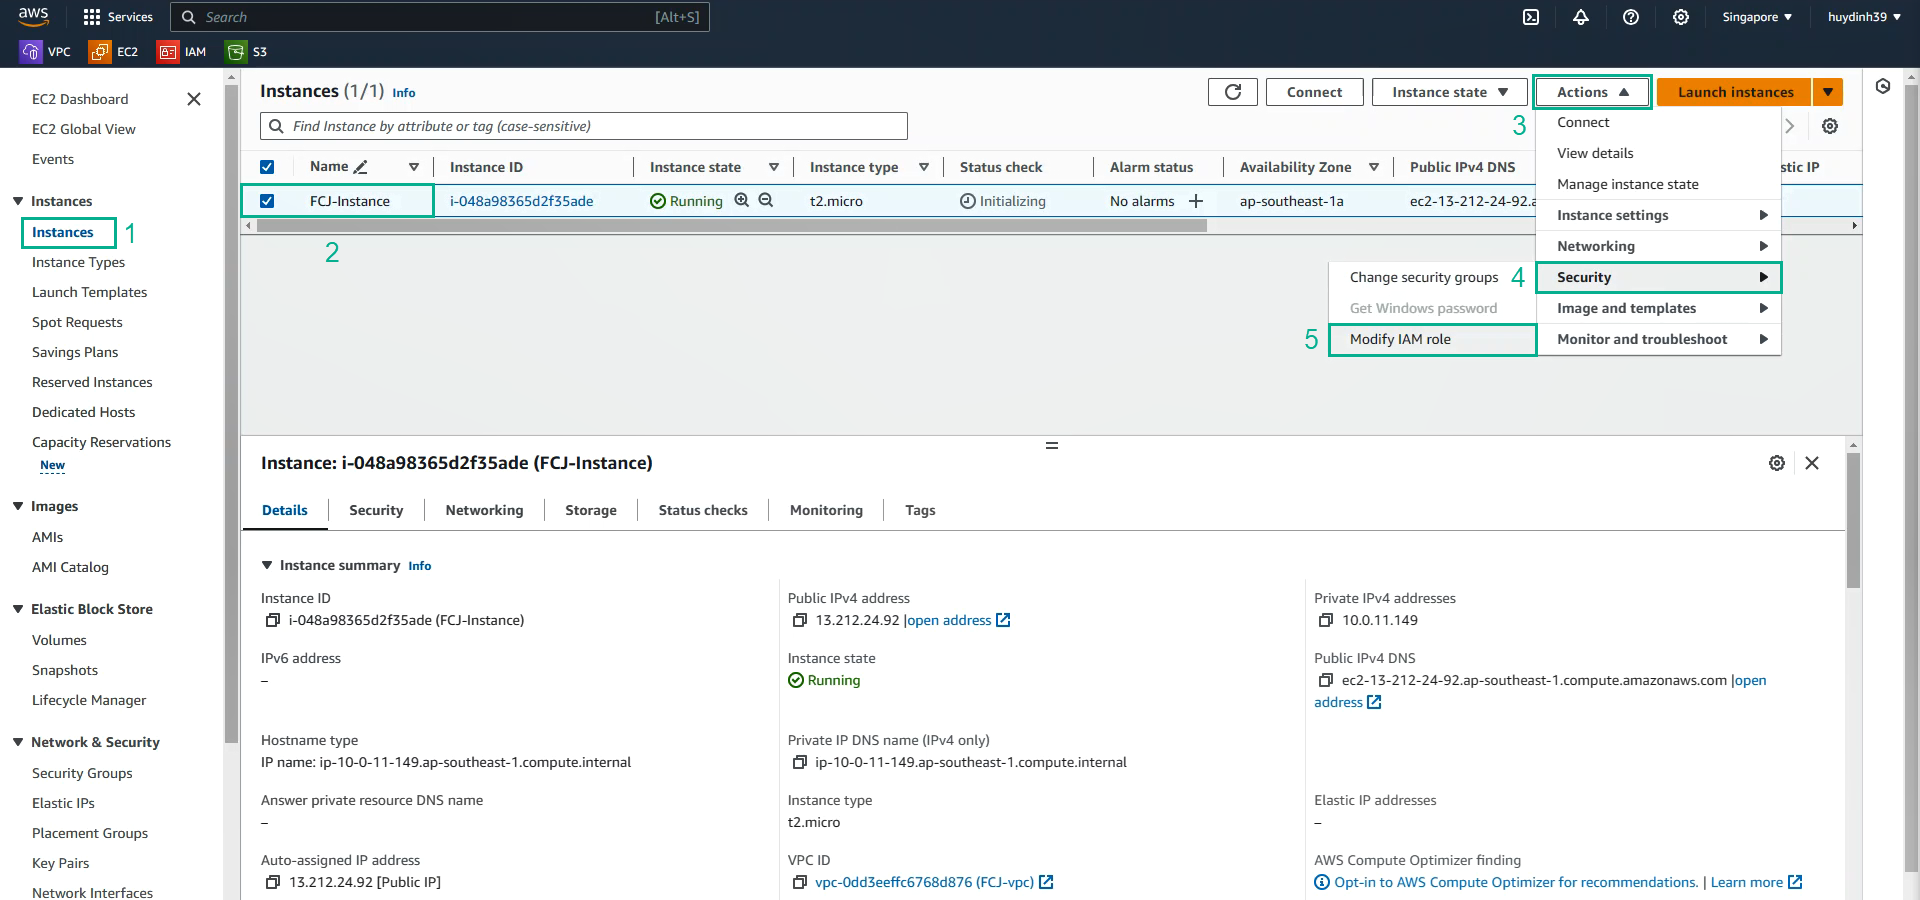 aws
Services
Search
[Alt+S]
Singapore
huydinh39
VPC
EC2
IAM
S3
EC2 Dashboard
EC2 Global View
Events
Instances
Instances
1
Instance Types
Launch Templates
Spot Requests
Savings Plans
Reserved Instances
Dedicated Hosts
Capacity Reservations
New
Images
AMIs
AMI Catalog
Elastic Block Store
Volumes
Snapshots
Lifecycle Manager
Network & Security
Security Groups
Elastic IPs
Placement Groups
Key Pairs
Network Interfaces
Instances (1/1) Info
Connect
Instance state
Actions
Launch instances
Find Instance by attribute or tag (case-sensitive)
3
Name
Instance ID
Instance state
Instance type
Status check
Alarm status
Availability Zone
Public IPv4 DNS
stic IP
FCJ-Instance
i-048a98365d2f35ade
Running
t2.micro
Initializing
No alarms
ap-southeast-1a
ec2-13-212-24-92.a
2
Connect
View details
Manage instance state
Instance settings
Networking
4
Security
Image and templates
Monitor and troubleshoot
Change security groups
Get Windows password
5
Modify IAM role
Instance: i-048a98365d2f35ade (FCJ-Instance)
Details
Security
Networking
Storage
Status checks
Monitoring
Tags
Instance summary Info
Instance ID
i-048a98365d2f35ade (FCJ-Instance)
Public IPv4 address
13.212.24.92 |open address
Private IPv4 addresses
10.0.11.149
IPv6 address
–
Instance state
Running
Public IPv4 DNS
ec2-13-212-24-92.ap-southeast-1.compute.amazonaws.com |open
address
Hostname type
IP name: ip-10-0-11-149.ap-southeast-1.compute.internal
Private IP DNS name (IPv4 only)
ip-10-0-11-149.ap-southeast-1.compute.internal
Answer private resource DNS name
–
Instance type
t2.micro
Elastic IP addresses
–
Auto-assigned IP address
13.212.24.92 [Public IP]
VPC ID
vpc-0dd3eeffc6768d876 (FCJ-vpc)
AWS Compute Optimizer finding
Opt-in to AWS Compute Optimizer for recommendations. | Learn more